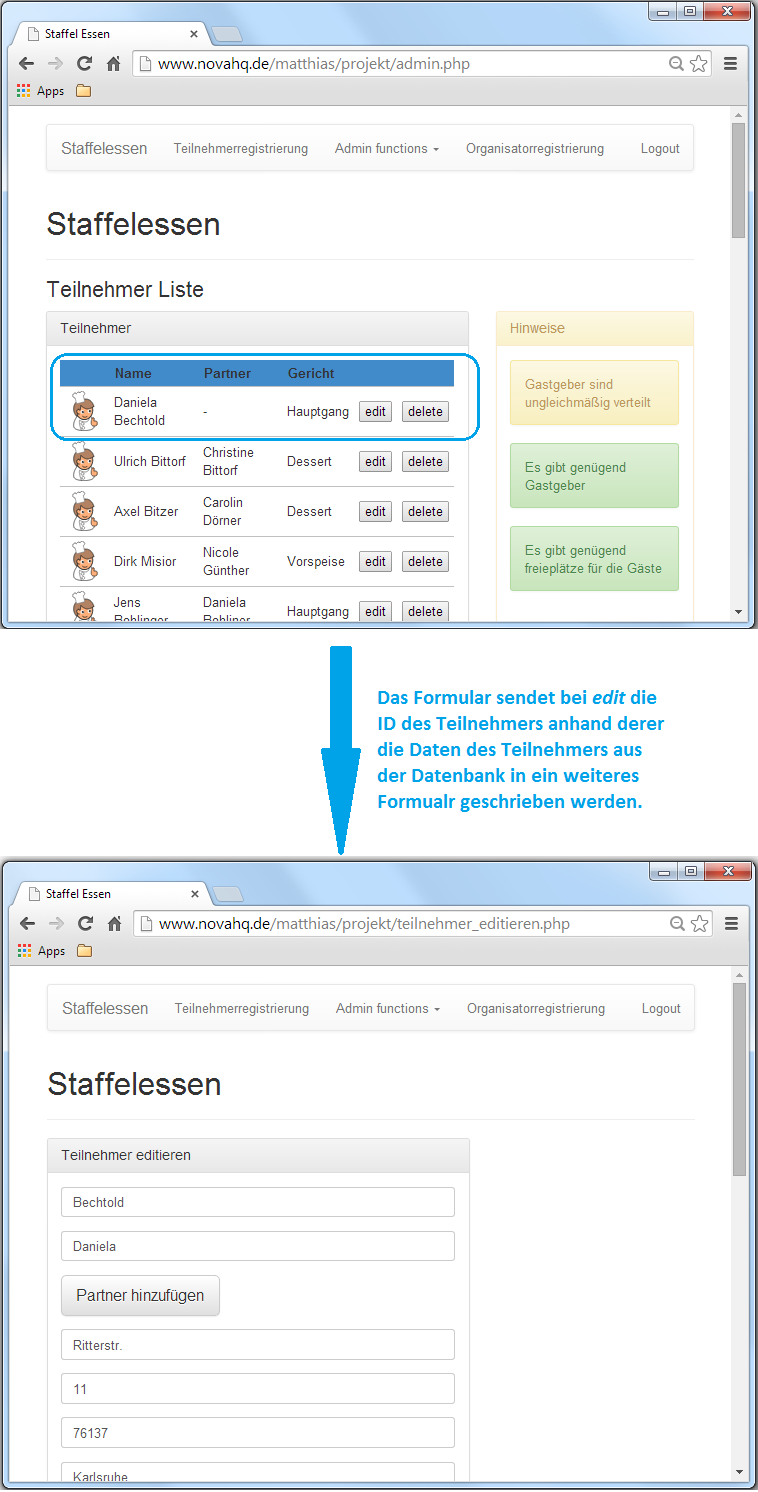 Staffel Essen
www.novahq.de/matthias/projekt/admin.php
Apps
Staffelessen Teilnehmerregistrierung Admin functions Organisatorregistrierung Logout
Staffelessen
Teilnehmer Liste
Teilnehmer
Name Partner Gericht
Daniela
Bechtold
- Hauptgang edit delete
Ulrich Bittorf
Christine
Bittorf
Dessert edit delete
Axel Bitzer
Carolin
Dörner
Dessert edit delete
Dirk Misior
Nicole
Günther
Vorspeise edit delete
Jens
Daniela
Hauptgang edit delete
Hinweise
Gastgeber sind
ungleichmäßig verteilt
Es gibt genügend
Gastgeber
Es gibt genügend
freieplätze für die Gäste
Das Formular sendet bei edit die
ID des Teilnehmers anhand derer
die Daten des Teilnehmers aus
der Datenbank in ein weiteres
Formualr geschrieben werden.
Staffel Essen
www.novahq.de/matthias/projekt/teilnehmer_editieren.php
Apps
Staffelessen Teilnehmerregistrierung Admin functions Organisatorregistrierung Logout
Staffelessen
Teilnehmer editieren
Bechtold
Daniela
Partner hinzufügen
Ritterstr.
11
76137
Karlsruhe